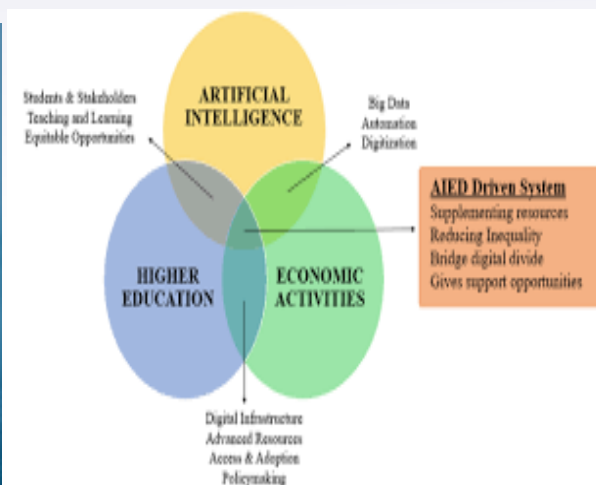 ARTIFICIAL
INTELLIGENCE
Students & Stakeholders
Teaching and Learning
Equitable Opportunities
Big Data
Automation
Digitization
AIED Driven System
Supplementing resources
Reducing Inequality
Bridge digital divide
Gives support opportunities
HIGHER
EDUCATION
ECONOMIC
ACTIVITIES
Digital Infrastructure
Advanced Resources
Access & Adoption
Policymaking